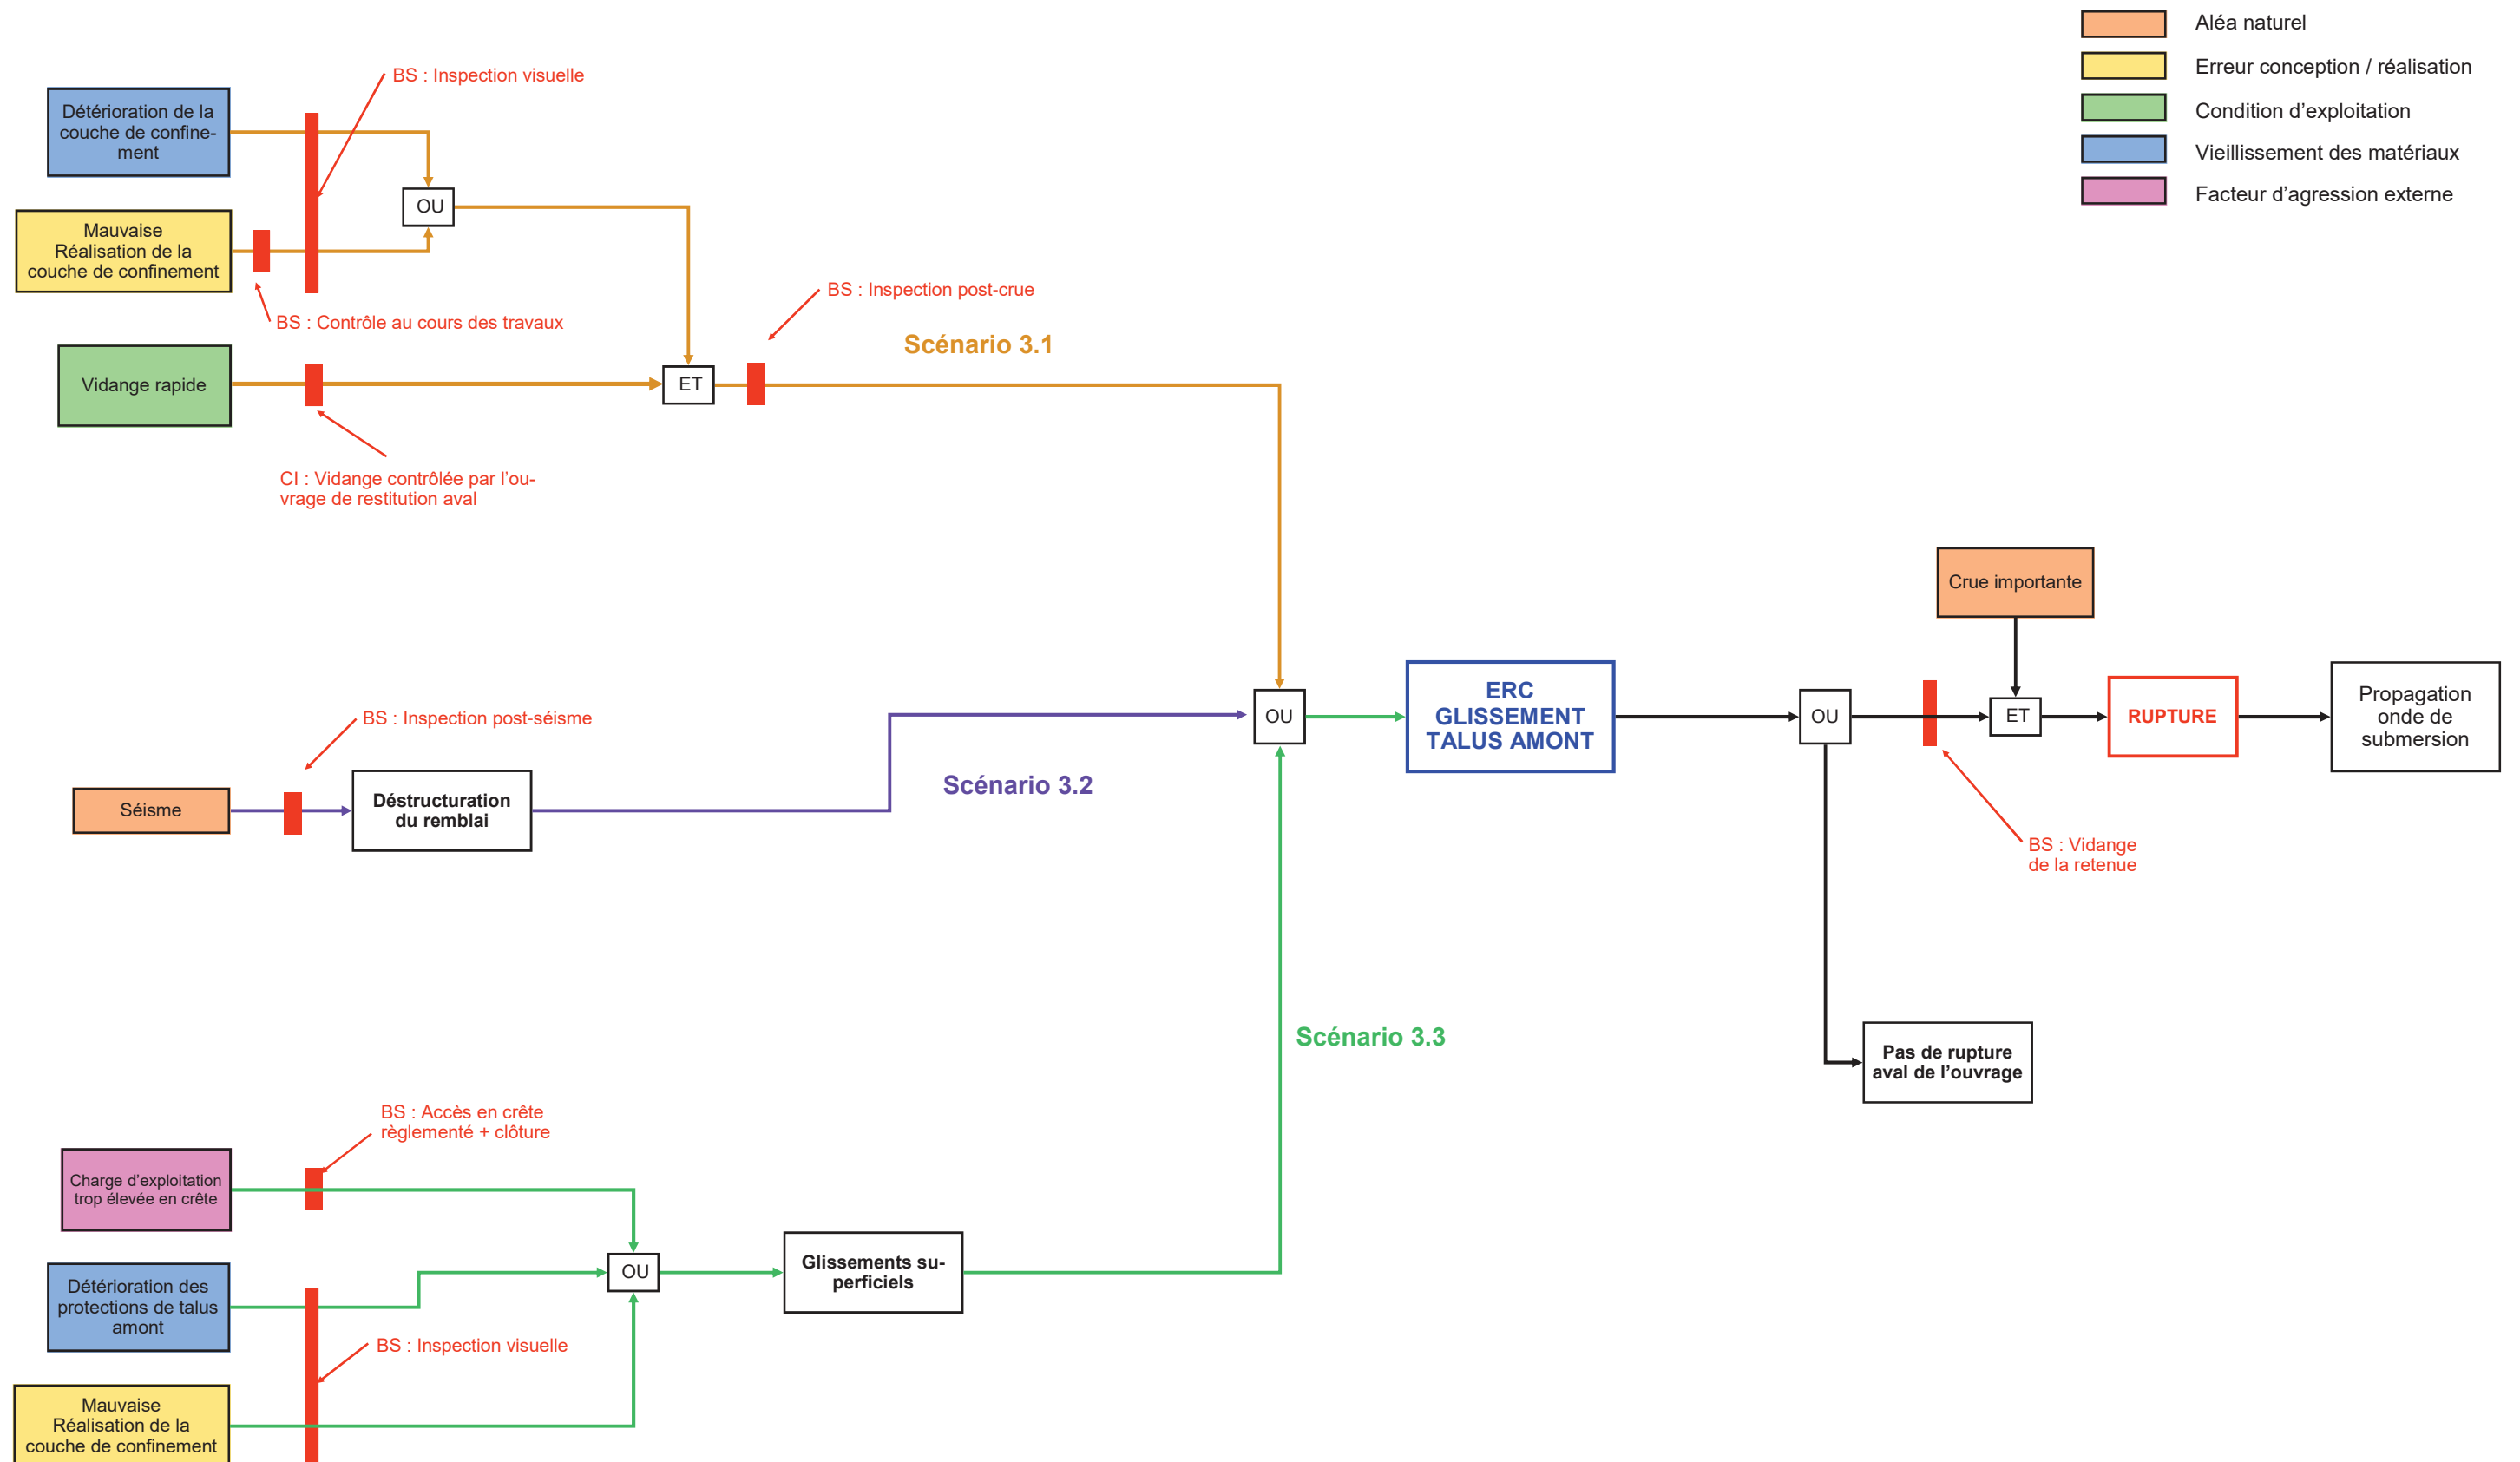 Aléa naturel
Erreur conception / réalisation
Condition d'exploitation
Vieillissement des matériaux
Facteur d'agression externe
BS : Inspection visuelle
Détérioration de la
couche de confine-
ment
OU
Mauvaise
Réalisation de la
couche de confinement
BS : Contrôle au cours des travaux
BS : Inspection post-crue
Scénario 3.1
Vidange rapide
ET
CI : Vidange contrôlée par l'ou-
vrage de restitution aval
Crue importante
BS : Inspection post-séisme
Séisme
Déstructuration
du remblai
Scénario 3.2
OU
ERC
GLISSEMENT
TALUS AMONT
OU
ET
RUPTURE
Propagation
onde de
submersion
BS : Vidange
de la retenue
Scénario 3.3
Pas de rupture
aval de l'ouvrage
BS : Accès en crête
règlementé + clôture
Charge d'exploitation
trop élevée en crête
Détérioration des
protections de talus
amont
OU
Glissements su-
perficiels
BS : Inspection visuelle
Mauvaise
Réalisation de la
couche de confinement